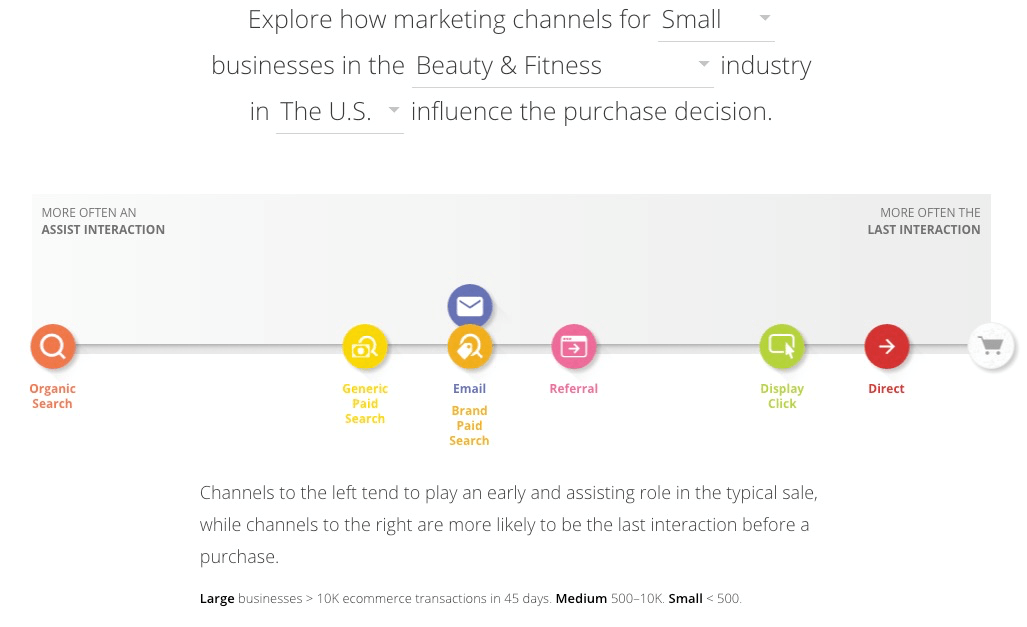 Explore how marketing channels for Small
businesses in the Beauty & Fitness industry
in The U.S. influence the purchase decision.
MORE OFTEN AN
ASSIST INTERACTION
MORE OFTEN THE
LAST INTERACTION
Organic
Search
Generic
Paid
Search
Email
Brand
Paid
Search
Referral
Display
Click
Direct
Channels to the left tend to play an early and assisting role in the typical sale,
while channels to the right are more likely to be the last interaction before a
purchase.
Large businesses > 10K ecommerce transactions in 45 days. Medium 500–10K. Small < 500.